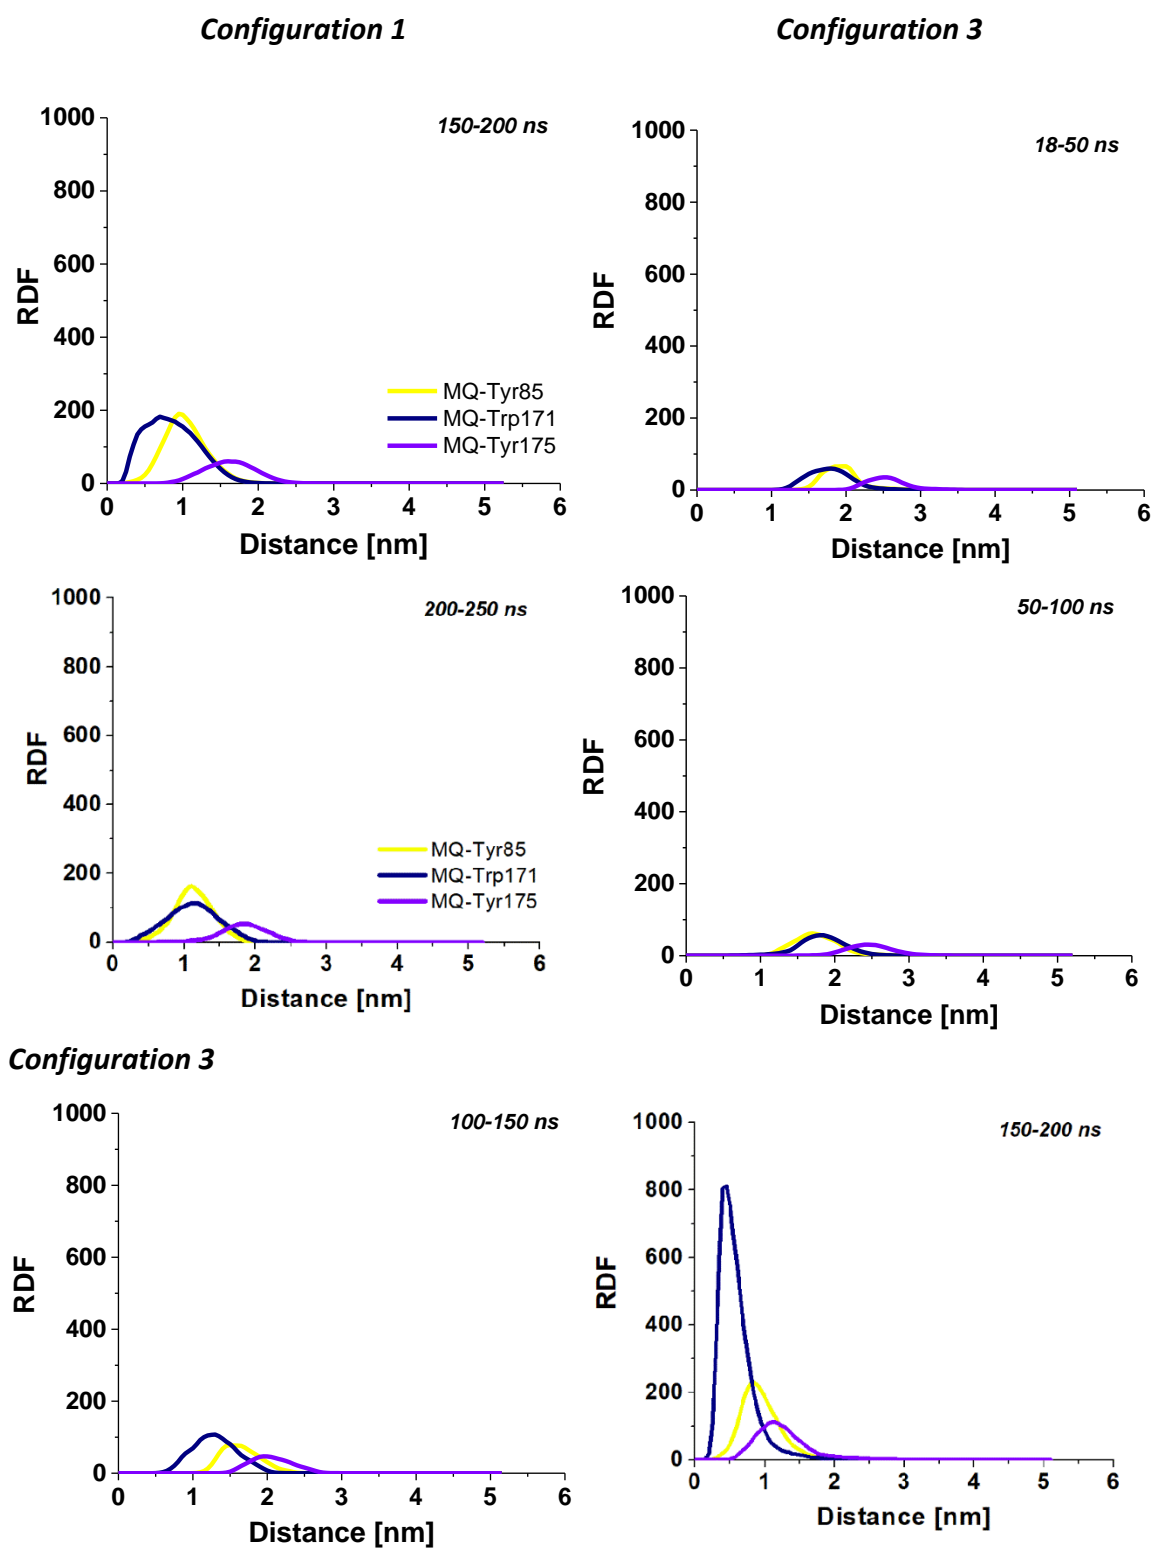 Configuration 1
Configuration 3
150-200 ns
1000
800
600
400
200
0
RDF
MQ-Tyr85
MQ-Trp171
MQ-Tyr175
0 1 2 3 4 5 6
Distance [nm]
18-50 ns
1000
800
600
400
200
0
RDF
0 1 2 3 4 5 6
Distance [nm]
200-250 ns
1000
800
600
400
200
0
RDF
MQ-Tyr85
MQ-Trp171
MQ-Tyr175
0 1 2 3 4 5 6
Distance [nm]
50-100 ns
1000
800
600
400
200
0
RDF
0 1 2 3 4 5 6
Distance [nm]
Configuration 3
100-150 ns
1000
800
600
400
200
0
RDF
0 1 2 3 4 5 6
Distance [nm]
150-200 ns
1000
800
600
400
200
0
RDF
0 1 2 3 4 5 6
Distance [nm]